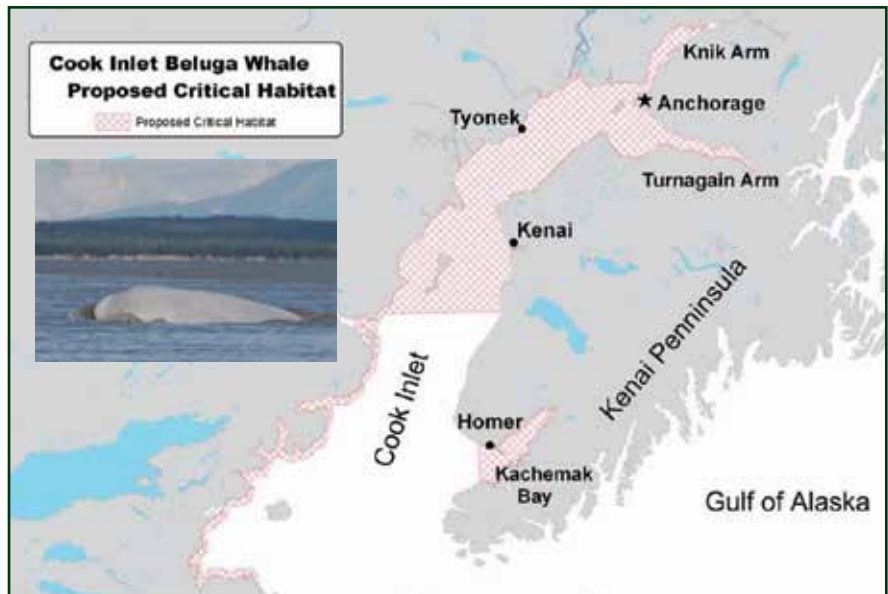 Cook Inlet Beluga Whale
Proposed Critical Habitat
Proposed Critical Habitat
Knik Arm
Anchorage
Tyonek
Turnagain Arm
Kenai
Kenai Penninsula
Cook Inlet
Homer
Kachemak
Bay
Gulf of Alaska